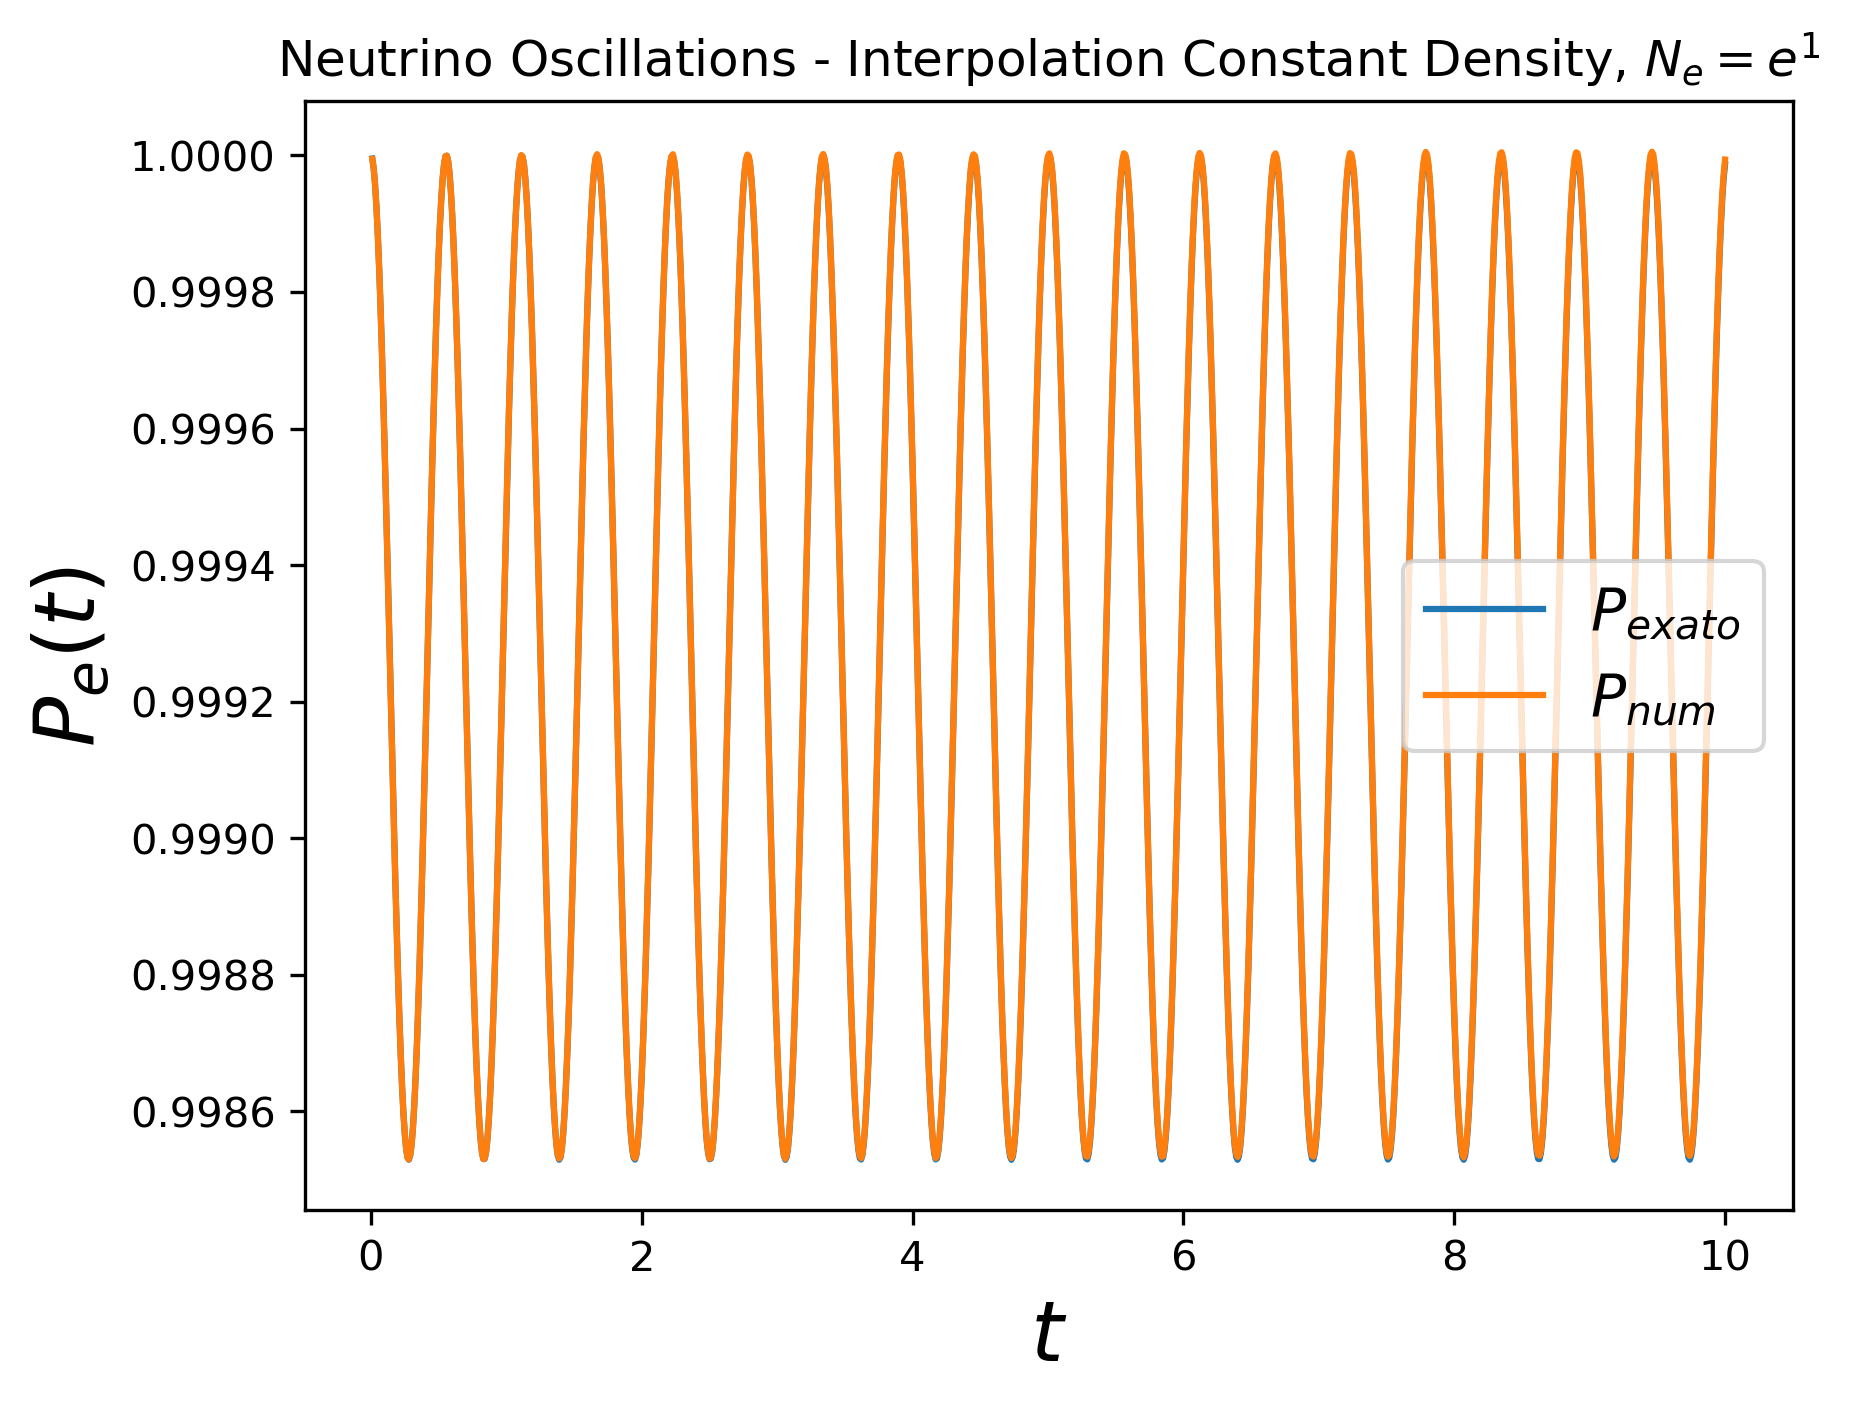 Neutrino Oscillations - Interpolation Constant Density, $N_e = e^1$
1.0000
0.9998
0.9996
0.9994
0.9992
0.9990
0.9988
0.9986
$P_e(t)$
$P_{exato}$
$P_{num}$
0 2 4 6 8 10
$t$